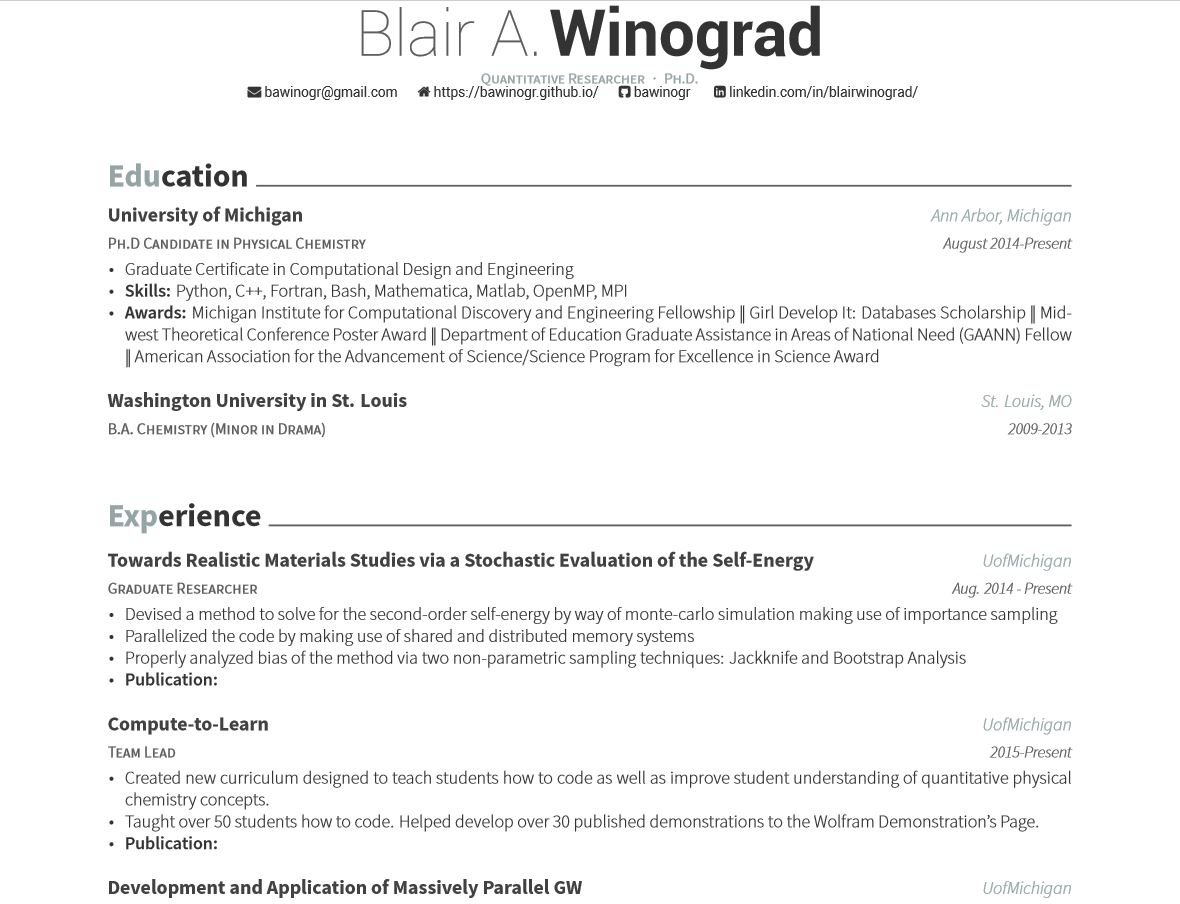 Blair A. Winograd
Quantitative Researcher · Ph.D.
bawinogr@gmail.com https://bawinogr.github.io/ bawinogr linkedin.com/in/blairwinograd/
Education
University of Michigan Ann Arbor, Michigan
Ph.D Candidate in Physical Chemistry August 2014-Present
• Graduate Certificate in Computational Design and Engineering
• Skills: Python, C++, Fortran, Bash, Mathematica, Matlab, OpenMP, MPI
• Awards: Michigan Institute for Computational Discovery and Engineering Fellowship ‖ Girl Develop It: Databases Scholarship ‖ Mid-
west Theoretical Conference Poster Award ‖ Department of Education Graduate Assistance in Areas of National Need (GAANN) Fellow
‖ American Association for the Advancement of Science/Science Program for Excellence in Science Award
Washington University in St. Louis St. Louis, MO
B.A. Chemistry (Minor in Drama) 2009-2013
Experience
Towards Realistic Materials Studies via a Stochastic Evaluation of the Self-Energy UofMichigan
Graduate Researcher Aug. 2014 - Present
• Devised a method to solve for the second-order self-energy by way of monte-carlo simulation making use of importance sampling
• Parallelized the code by making use of shared and distributed memory systems
• Properly analyzed bias of the method via two non-parametric sampling techniques: Jackknife and Bootstrap Analysis
• Publication:
Compute-to-Learn UofMichigan
Team Lead 2015-Present
• Created new curriculum designed to teach students how to code as well as improve student understanding of quantitative physical
chemistry concepts.
• Taught over 50 students how to code. Helped develop over 30 published demonstrations to the Wolfram Demonstration's Page.
• Publication:
Development and Application of Massively Parallel GW UofMichigan